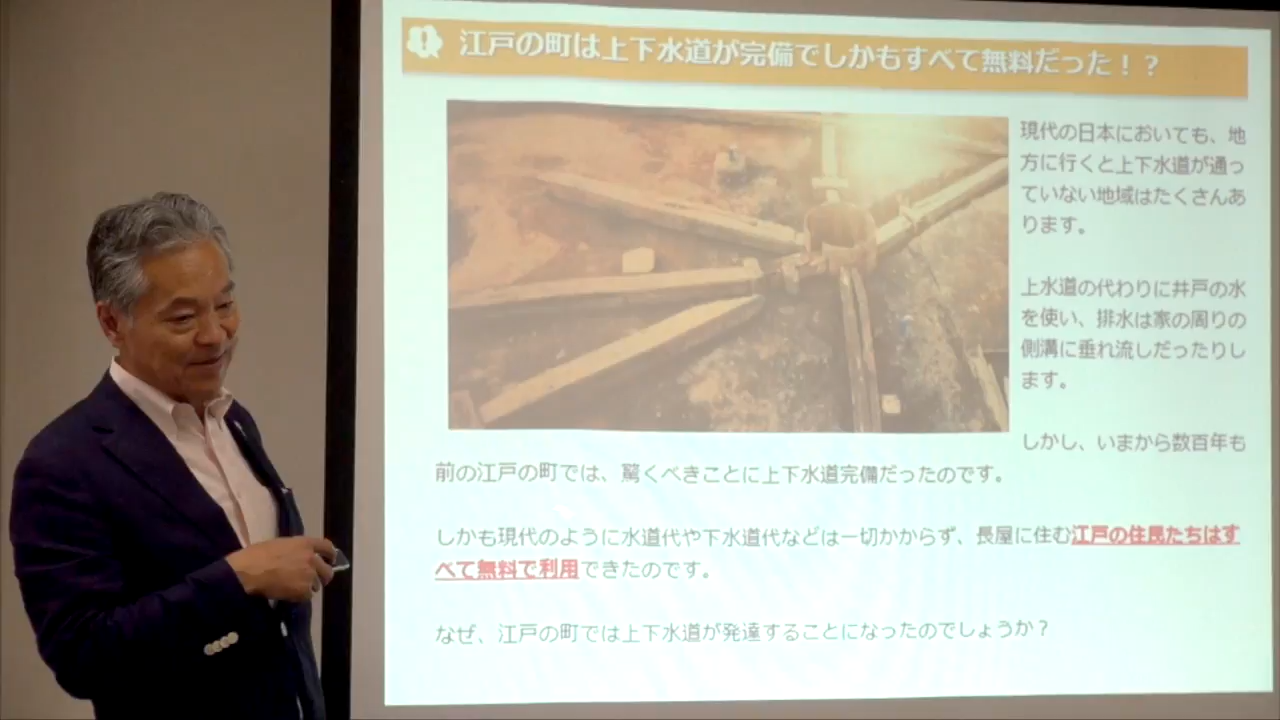 江戸の町は上下水道が完備でしかもすべて無料だった！？
現代の日本においても、地
方に行くと上下水道が通っ
ていない地域はたくさんあ
ります。
上水道の代わりに井戸の水
を使い、排水は家の周りの
側溝に垂れ流しだったりし
ます。
しかし、いまから数百年も
前の江戸の町では、驚くべきことに上下水道完備だったのです。
しかも現代のように水道代や下水道代などは一切かからず、長屋に住む江戸の住民たちはす
べて無料で利用できたのです。
なぜ、江戸の町では上下水道が発達することになったのでしょうか？